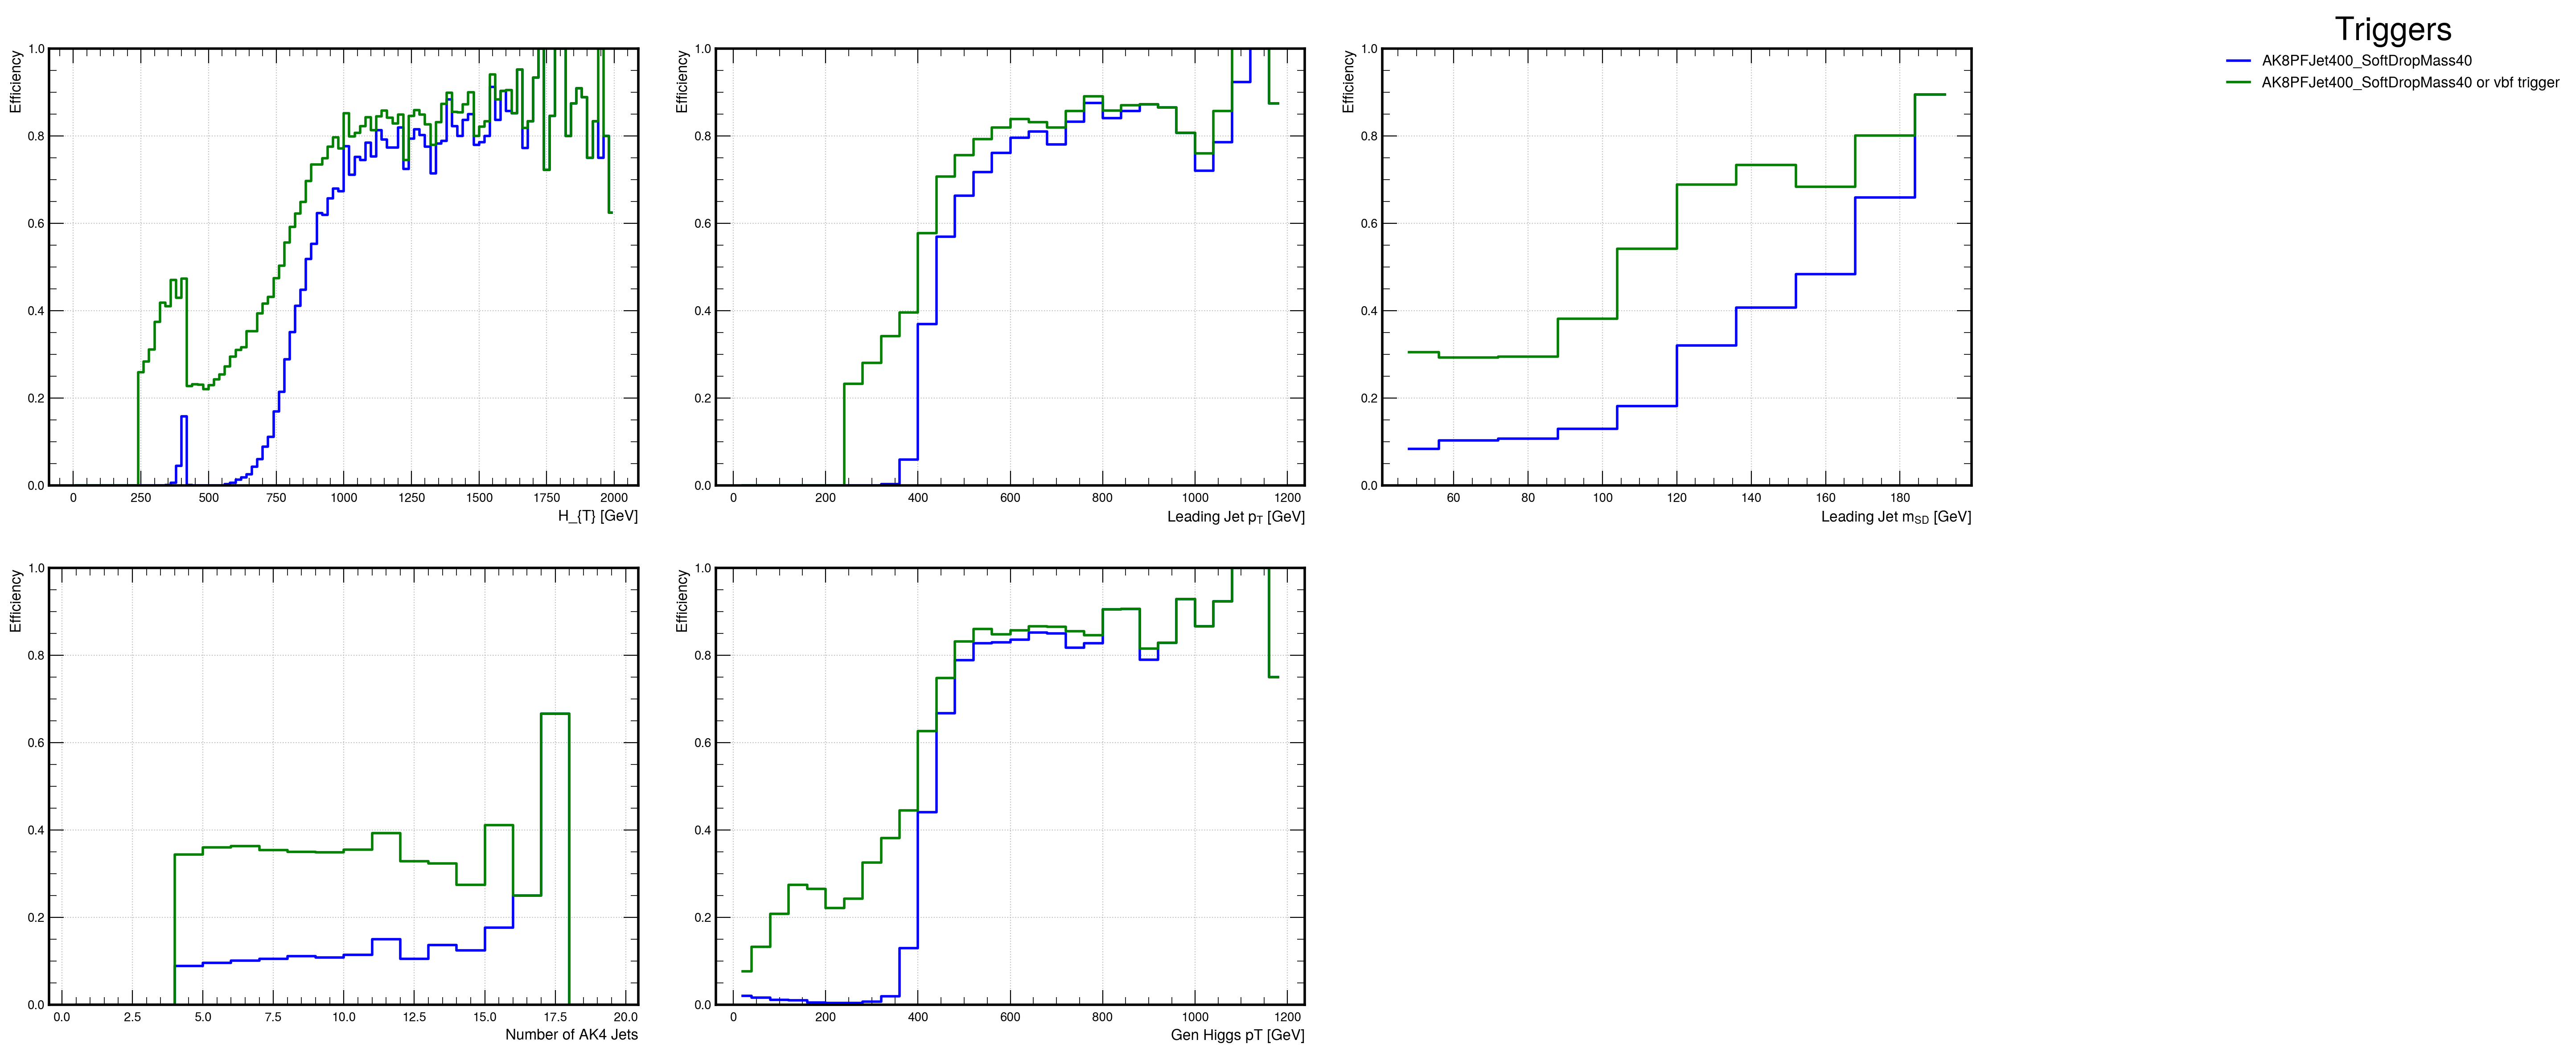 Triggers
AK8PFJet400_SoftDropMass40
AK8PFJet400_SoftDropMass40 or vbf trigger
Efficiency
1.0
0.8
0.6
0.4
0.2
0.0
0 250 500 750 1000 1250 1500 1750 2000
H_{T} [GeV]
Efficiency
1.0
0.8
0.6
0.4
0.2
0.0
0 200 400 600 800 1000 1200
Leading Jet pT [GeV]
Efficiency
1.0
0.8
0.6
0.4
0.2
0.0
60 80 100 120 140 160 180
Leading Jet mSD [GeV]
Efficiency
1.0
0.8
0.6
0.4
0.2
0.0
0.0 2.5 5.0 7.5 10.0 12.5 15.0 17.5 20.0
Number of AK4 Jets
Efficiency
1.0
0.8
0.6
0.4
0.2
0.0
0 200 400 600 800 1000 1200
Gen Higgs pT [GeV]